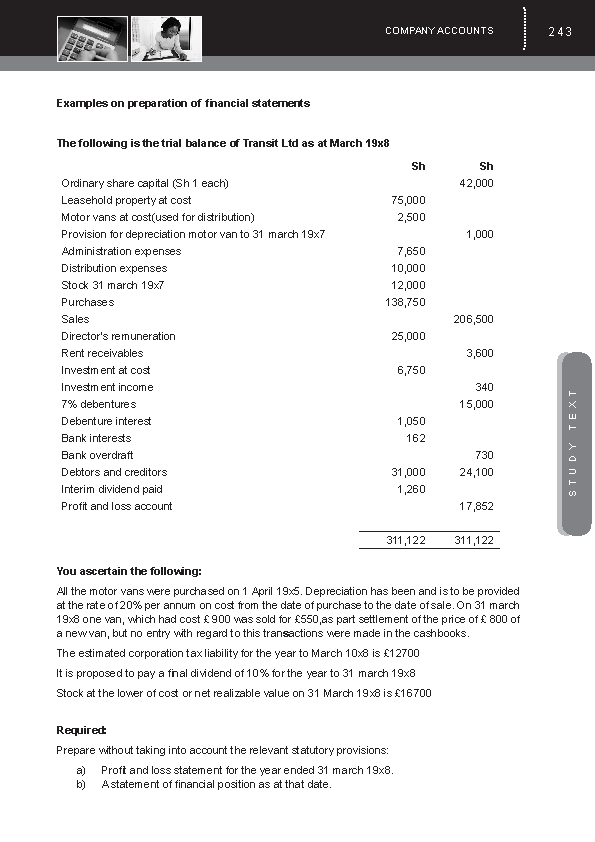 COMPANY ACCOUNTS 243
Examples on preparation of financial statements
The following is the trial balance of Transit Ltd as at March 19x8
Sh Sh
Ordinary share capital (Sh 1 each) 42,000
Leasehold property at cost 75,000
Motor vans at cost(used for distribution) 2,500
Provision for depreciation motor van to 31 march 19x7 1,000
Administration expenses 7,650
Distribution expenses 10,000
Stock 31 march 19x7 12,000
Purchases 138,750
Sales 206,500
Director's remuneration 25,000
Rent receivables 3,600
Investment at cost 6,750
Investment income 340
7% debentures 15,000
Debenture interest 1,050
Bank interests 162
Bank overdraft 730
Debtors and creditors 31,000 24,100
Interim dividend paid 1,260
Profit and loss account 17,852
311,122 311,122
You ascertain the following:
All the motor vans were purchased on 1 April 19x5. Depreciation has been and is to be provided
at the rate of 20% per annum on cost from the date of purchase to the date of sale. On 31 march
19x8 one van, which had cost £ 900 was sold for £550,as part settlement of the price of £ 800 of
a new van, but no entry with regard to this transactions were made in the cashbooks.
The estimated corporation tax liability for the year to March 10x8 is £12700
It is proposed to pay a final dividend of 10% for the year to 31 march 19x8
Stock at the lower of cost or net realizable value on 31 March 19x8 is £16700
Required:
Prepare without taking into account the relevant statutory provisions:
a) Profit and loss statement for the year ended 31 march 19x8.
b) A statement of financial position as at that date.
STUDY TEXT